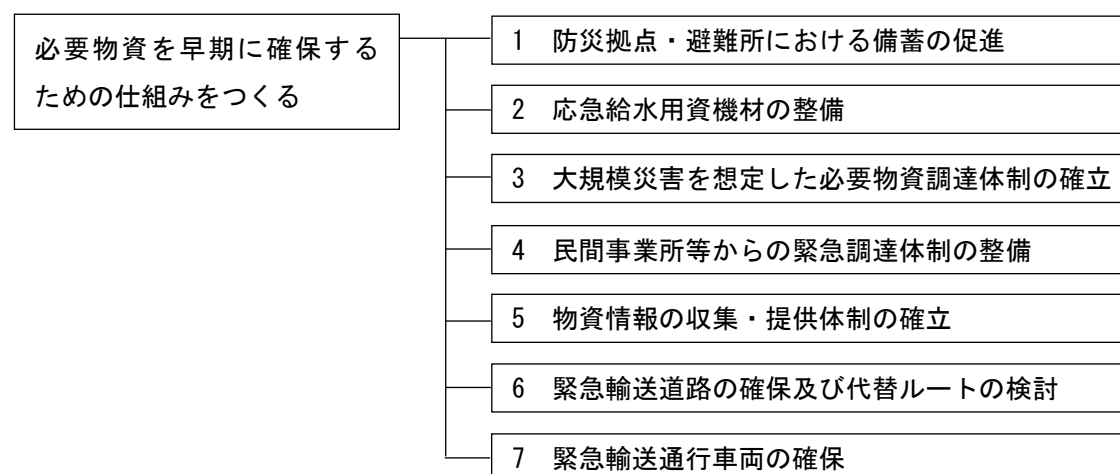 必要物資を早期に確保する
ための仕組みをつくる
1 防災拠点・避難所における備蓄の促進
2 応急給水用資機材の整備
3 大規模災害を想定した必要物資調達体制の確立
4 民間事業所等からの緊急調達体制の整備
5 物資情報の収集・提供体制の確立
6 緊急輸送道路の確保及び代替ルートの検討
7 緊急輸送通行車両の確保